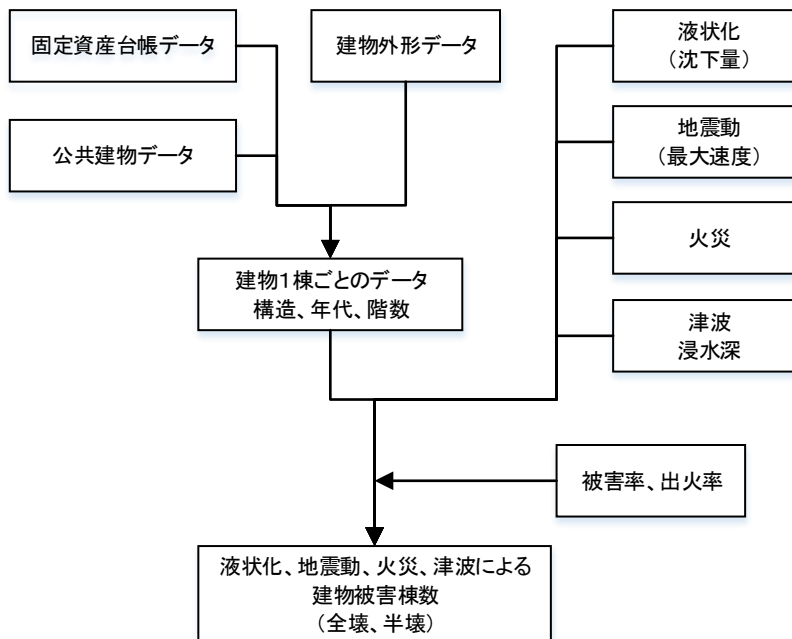 固定資産台帳データ
建物外形データ
液状化
（沈下量）
公共建物データ
地震動
（最大速度）
火災
建物1棟ごとのデータ
構造、年代、階数
津波
浸水深
被害率、出火率
液状化、地震動、火災、津波による
建物被害棟数
（全壊、半壊）